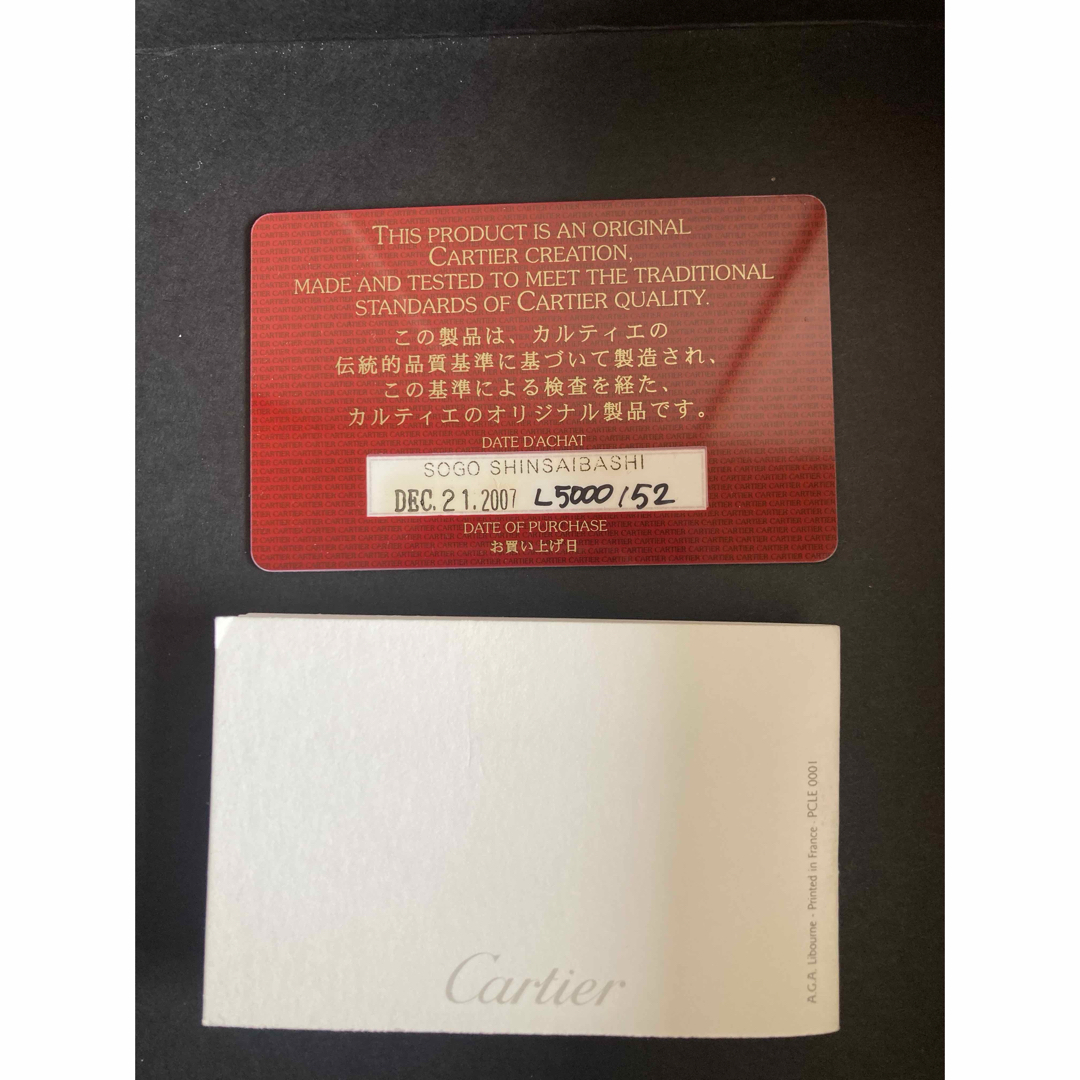 THIS PRODUCT IS AN ORIGINAL
CARTIER CREATION,
MADE AND TESTED TO MEET THE TRADITIONAL
STANDARDS OF CARTIER QUALITY.
この製品は、カルティエの
伝統的品質基準に基づいて製造され、
この基準による検査を経た、
カルティエのオリジナル製品です。
DATE D'ACHAT
SOGO SHINSAIBASHI
DEC. 21. 2007 L5000152
DATE OF PURCHASE
お買い上げ日
Cartier
A.G.A. Libourne - Printed in France - PCLE 0001